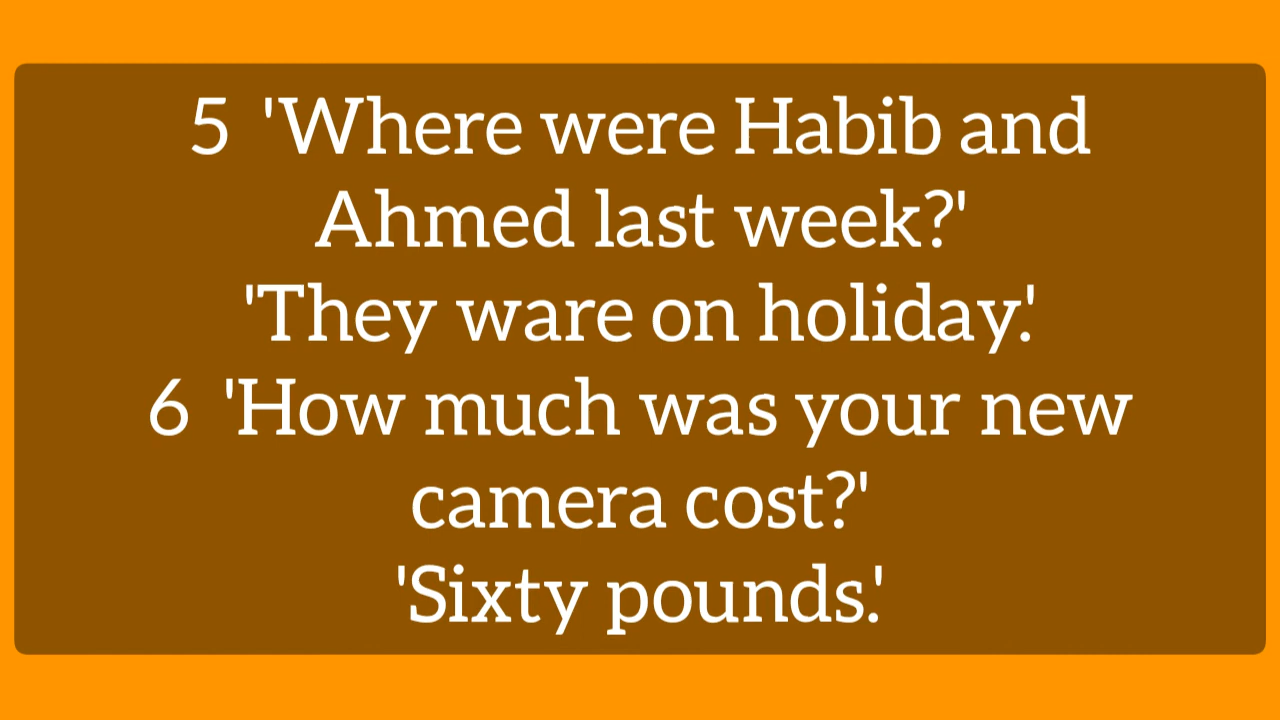 5 'Where were Habib and
Ahmed last week?'
'They ware on holiday.'
6 'How much was your new
camera cost?'
'Sixty pounds.'